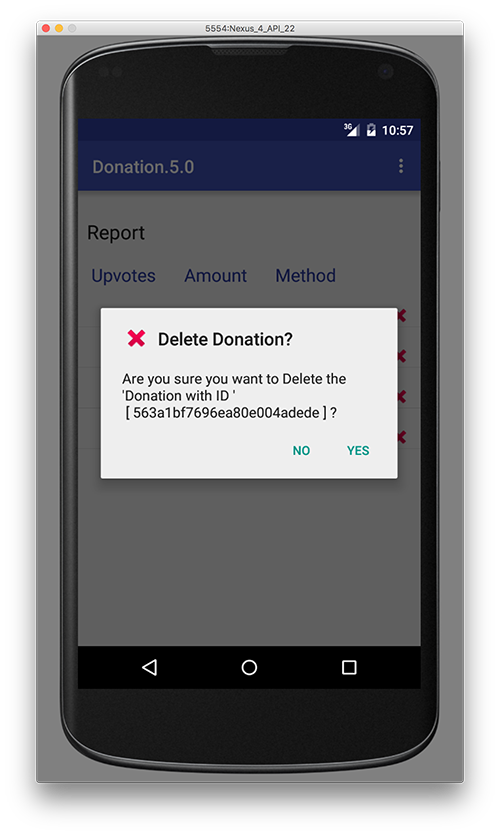 5554:Nexus_4_API_22
3G 10:57
Donation.5.0
Report
Upvotes Amount Method
Delete Donation?
Are you sure you want to Delete the
'Donation with ID '
[ 563a1bf7696ea80e004adede ] ?
NO YES